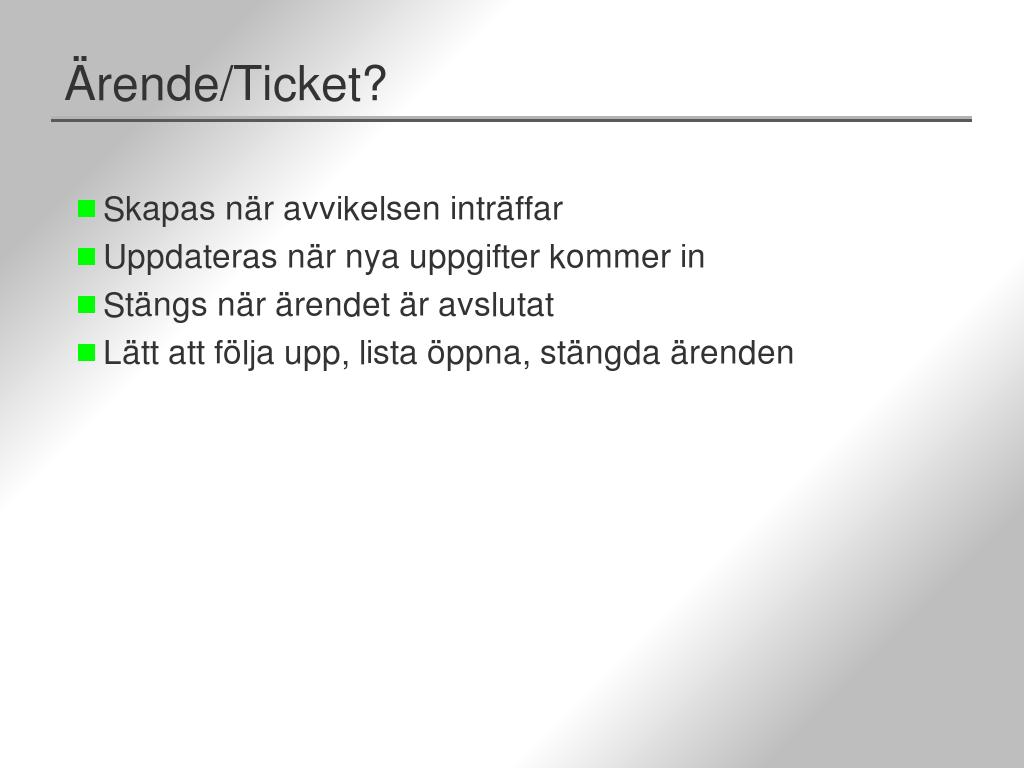 Ärende/Ticket?
Skapas när avvikelsen inträffar
Uppdateras när nya uppgifter kommer in
Stängs när ärendet är avslutat
Lätt att följa upp, lista öppna, stängda ärenden